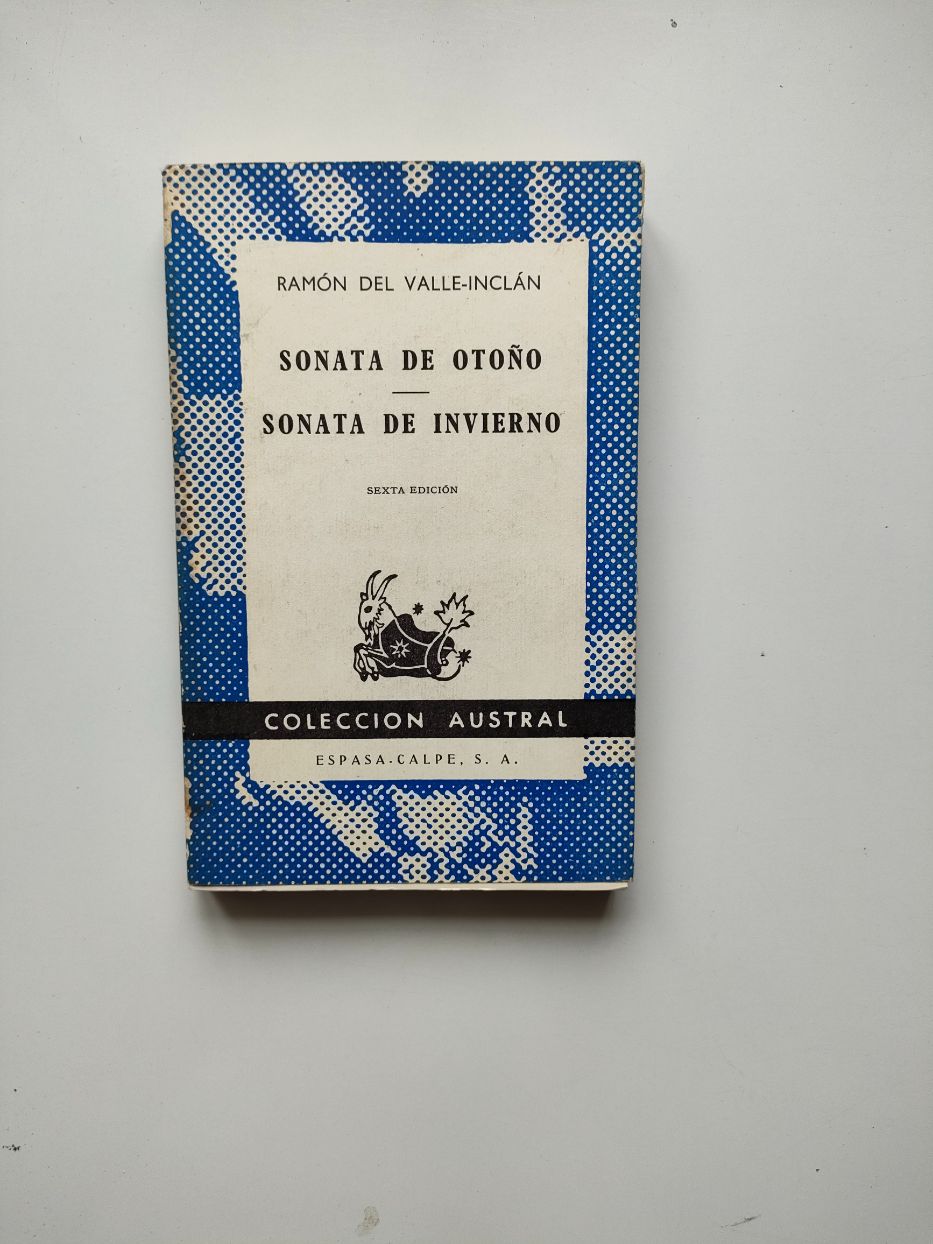 RAMÓN DEL VALLE-INCLÁN
SONATA DE OTOÑO
SONATA DE INVIERNO
SEXTA EDICIÓN
COLECCION AUSTRAL
ESPASA-CALPE, S. A.